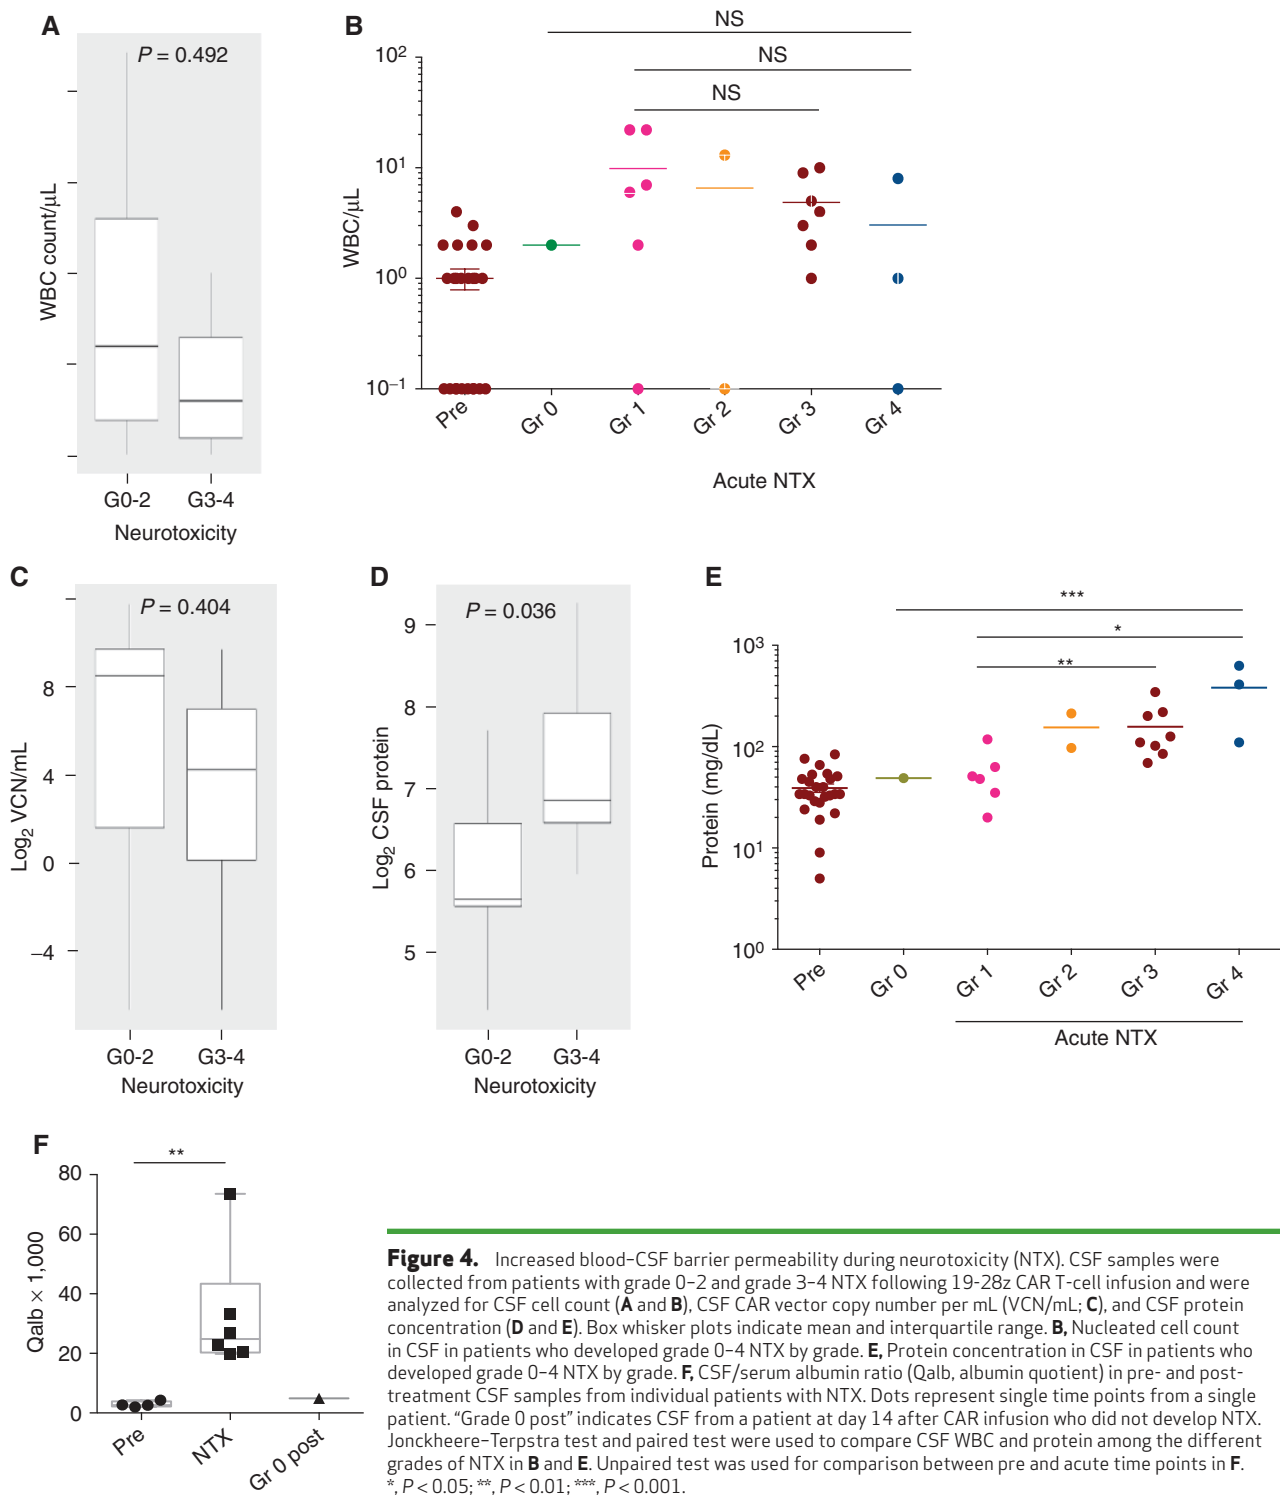 A
P = 0.492
WBC count/μL
G0-2
G3-4
Neurotoxicity
B
NS
NS
NS
WBC/μL
10²
10¹
10⁰
10⁻¹
Pre
Gr 0
Gr 1
Gr 2
Gr 3
Gr 4
Acute NTX
C
P = 0.404
Log₂ VCN/mL
8
4
0
−4
G0-2
G3-4
Neurotoxicity
D
P = 0.036
Log₂ CSF protein
9
8
7
6
5
G0-2
G3-4
Neurotoxicity
E
***
*
**
Protein (mg/dL)
10³
10²
10¹
10⁰
Pre
Gr 0
Gr 1
Gr 2
Gr 3
Gr 4
Acute NTX
F
**
Qalb × 1,000
80
60
40
20
0
Pre
NTX
Gr 0 post
Figure 4. Increased blood–CSF barrier permeability during neurotoxicity (NTX). CSF samples were
collected from patients with grade 0–2 and grade 3–4 NTX following 19-28z CAR T-cell infusion and were
analyzed for CSF cell count (A and B), CSF CAR vector copy number per mL (VCN/mL; C), and CSF protein
concentration (D and E). Box whisker plots indicate mean and interquartile range. B, Nucleated cell count
in CSF in patients who developed grade 0–4 NTX by grade. E, Protein concentration in CSF in patients who
developed grade 0–4 NTX by grade. F, CSF/serum albumin ratio (Qalb, albumin quotient) in pre- and post-
treatment CSF samples from individual patients with NTX. Dots represent single time points from a single
patient. “Grade 0 post” indicates CSF from a patient at day 14 after CAR infusion who did not develop NTX.
Jonckheere–Terpstra test and paired test were used to compare CSF WBC and protein among the different
grades of NTX in B and E. Unpaired test was used for comparison between pre and acute time points in F.
*, P < 0.05; **, P < 0.01; ***, P < 0.001.